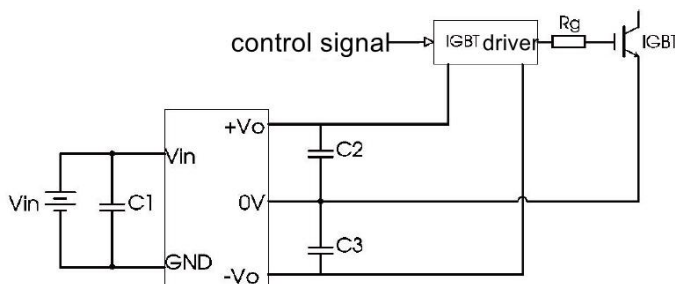 Rg
control signal
IGBT driver
IGBT
+Vo
C2
Vin
Vin
C1
0V
C3
GND
-Vo